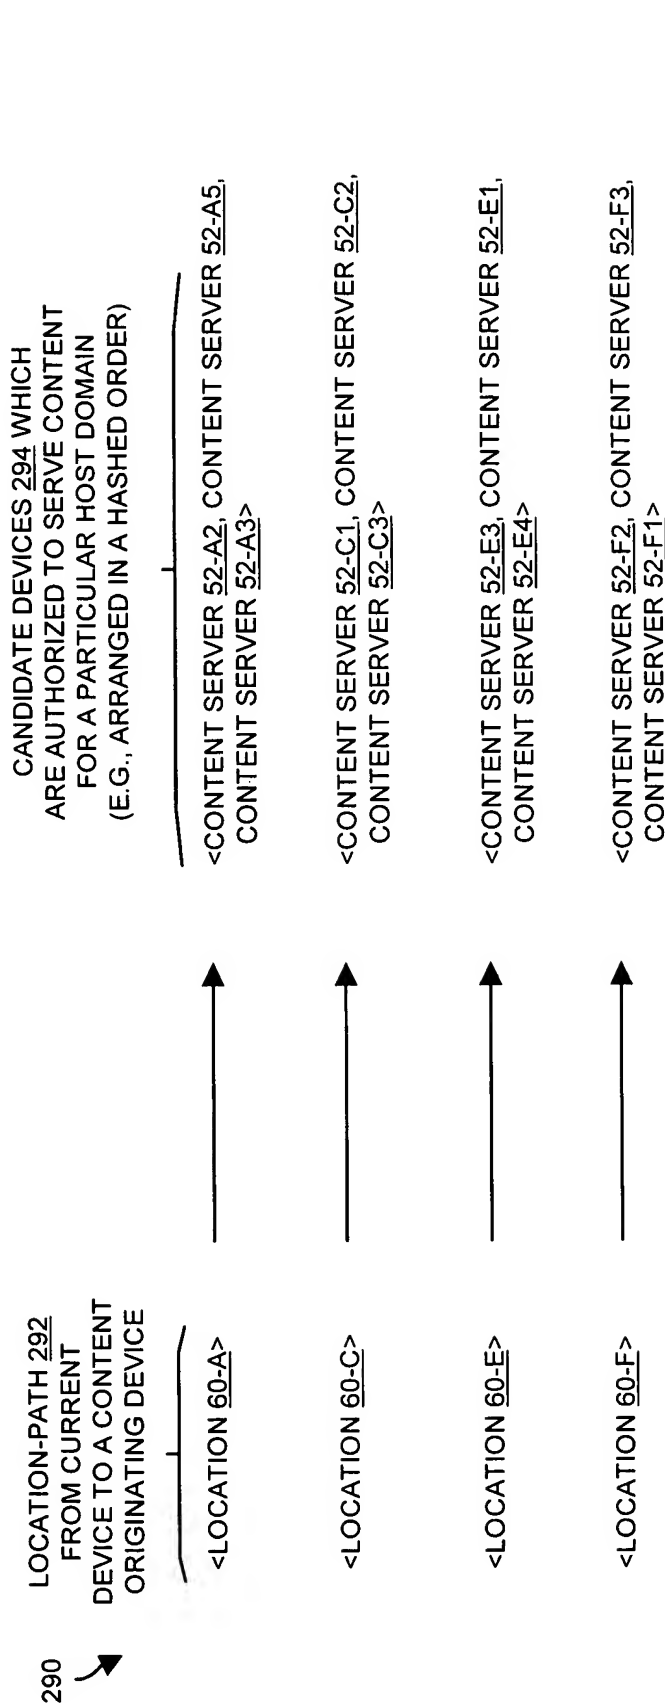 290
LOCATION-PATH 292
FROM CURRENT
DEVICE TO A CONTENT
ORIGINATING DEVICE
CANDIDATE DEVICES 294 WHICH
ARE AUTHORIZED TO SERVE CONTENT
FOR A PARTICULAR HOST DOMAIN
(E.G., ARRANGED IN A HASHED ORDER)
<LOCATION 60-A>
<CONTENT SERVER 52-A2, CONTENT SERVER 52-A5,
CONTENT SERVER 52-A3>
<LOCATION 60-C>
<CONTENT SERVER 52-C1, CONTENT SERVER 52-C2,
CONTENT SERVER 52-C3>
<LOCATION 60-E>
<CONTENT SERVER 52-E3, CONTENT SERVER 52-E1,
CONTENT SERVER 52-E4>
<LOCATION 60-F>
<CONTENT SERVER 52-F2, CONTENT SERVER 52-F3,
CONTENT SERVER 52-F1>